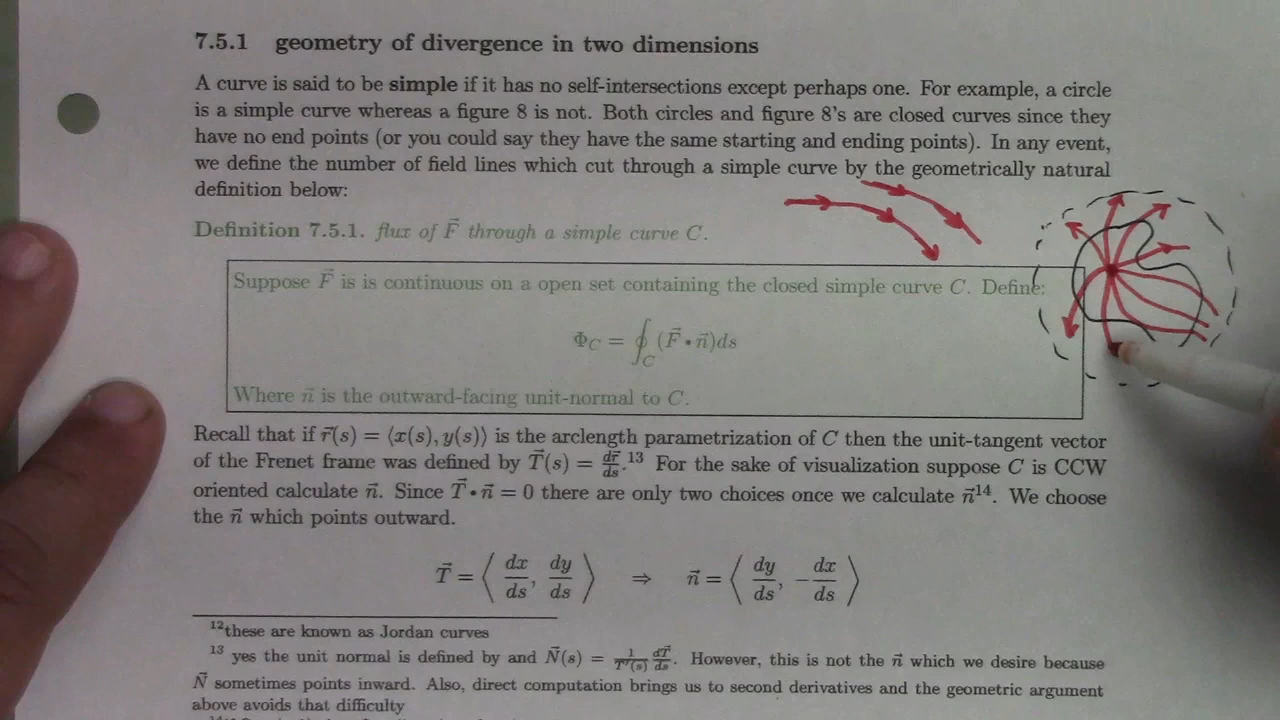 7.5.1 geometry of divergence in two dimensions
A curve is said to be simple if it has no self-intersections except perhaps one. For example, a circle
is a simple curve whereas a figure 8 is not. Both circles and figure 8's are closed curves since they
have no end points (or you could say they have the same starting and ending points). In any event,
we define the number of field lines which cut through a simple curve by the geometrically natural
definition below:
Definition 7.5.1. flux of F⃗ through a simple curve C.
Suppose F⃗ is is continuous on a open set containing the closed simple curve C. Define:
Φ_C = ∮_C (F⃗ • n⃗)ds
Where n⃗ is the outward-facing unit-normal to C.
Recall that if r⃗(s) = ⟨x(s), y(s)⟩ is the arclength parametrization of C then the unit-tangent vector
of the Frenet frame was defined by T⃗(s) = dr⃗/ds.¹³ For the sake of visualization suppose C is CCW
oriented calculate n⃗. Since T⃗ • n⃗ = 0 there are only two choices once we calculate n⃗¹⁴. We choose
the n⃗ which points outward.
T⃗ = ⟨dx/ds, dy/ds⟩ ⇒ n⃗ = ⟨dy/ds, −dx/ds⟩
¹²these are known as Jordan curves
¹³ yes the unit normal is defined by and N⃗(s) = 1/T'(s) dT⃗/ds. However, this is not the n⃗ which we desire because
N⃗ sometimes points inward. Also, direct computation brings us to second derivatives and the geometric argument
above avoids that difficulty